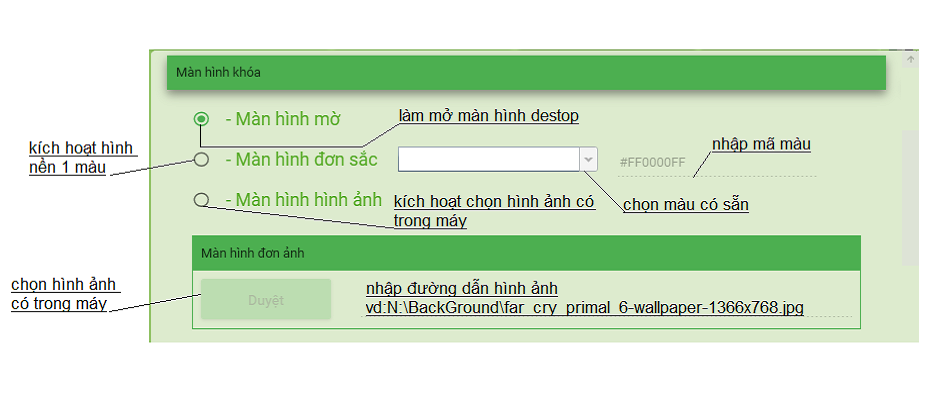 Màn hình khóa
- Màn hình mờ
làm mở màn hình destop
kích hoạt hình
nền 1 màu
- Màn hình đơn sắc
#FF0000FF
nhập mã màu
chọn màu có sẵn
- Màn hình hình ảnh
kích hoạt chọn hình ảnh có
trong máy
Màn hình đơn ảnh
chọn hình ảnh
có trong máy
Duyệt
nhập đường dẫn hình ảnh
vd:N:\BackGround\far_cry_primal_6-wallpaper-1366x768.jpg